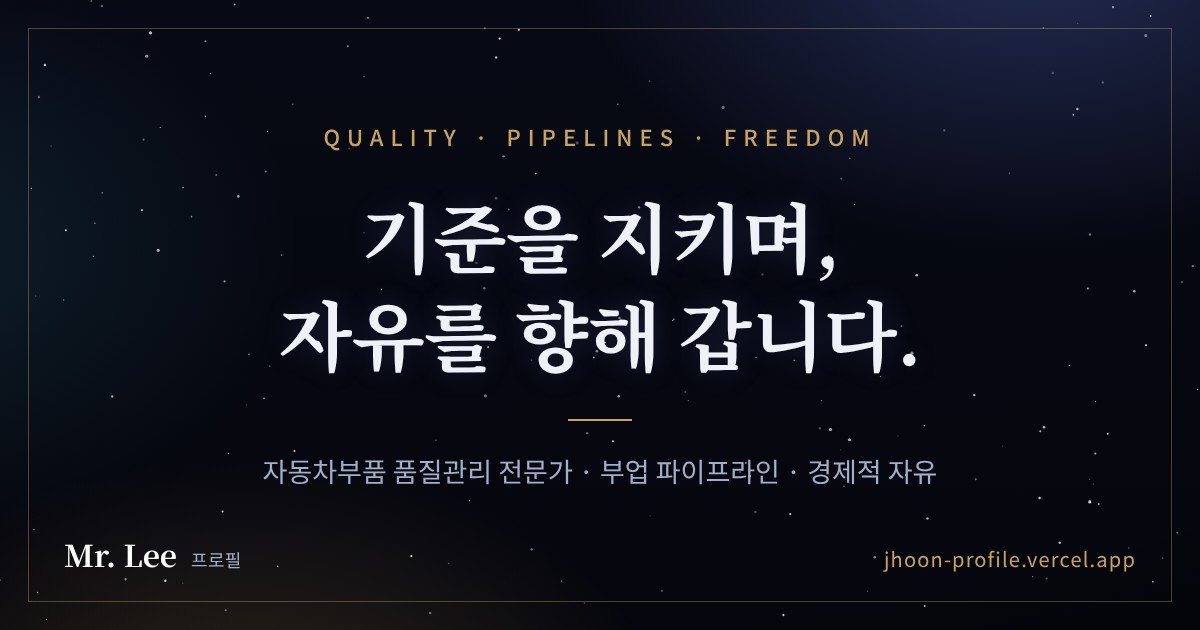 QUALITY · PIPELINES · FREEDOM
기준을 지키며,
자유를 향해 갑니다.
자동차부품 품질관리 전문가 · 부업 파이프라인 · 경제적 자유
Mr. Lee 프로필
jhoon-profile.vercel.app